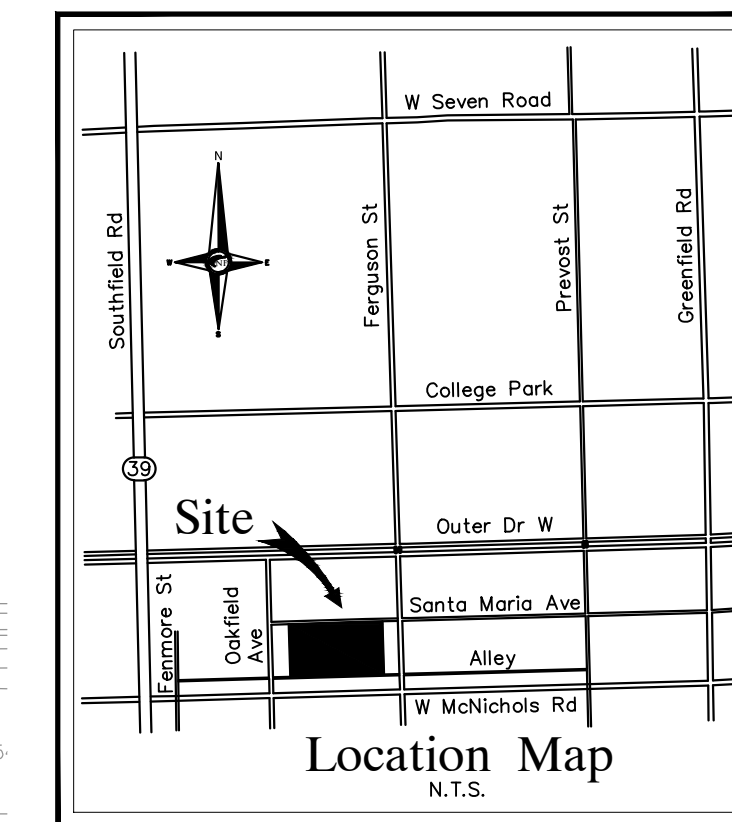 W Seven Road
N
Southfield Rd
Ferguson St
Prevost St
Greenfield Rd
W
E
S
College Park
39
Site
Outer Dr W
Fenmore St
Oakfield
Ave
Santa Maria Ave
Alley
W McNichols Rd
Location Map
N.T.S.